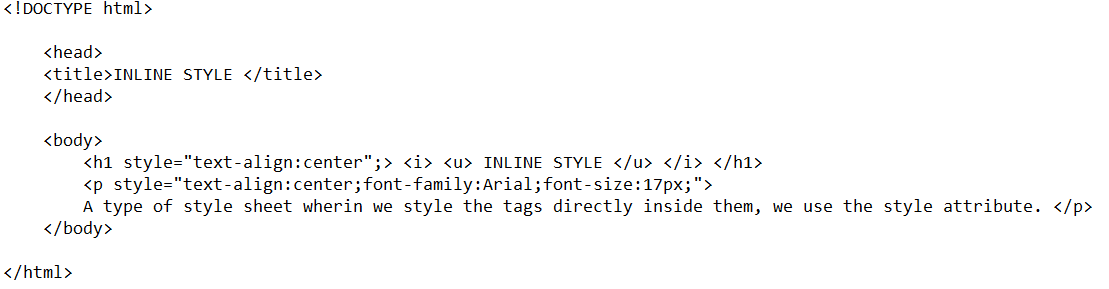 <!DOCTYPE html>
<head>
<title>INLINE STYLE </title>
</head>
<body>
<h1 style="text-align:center";> <i> <u> INLINE STYLE </u> </i> </h1>
<p style="text-align:center;font-family:Arial;font-size:17px;">
A type of style sheet wherin we style the tags directly inside them, we use the style attribute. </p>
</body>
</html>